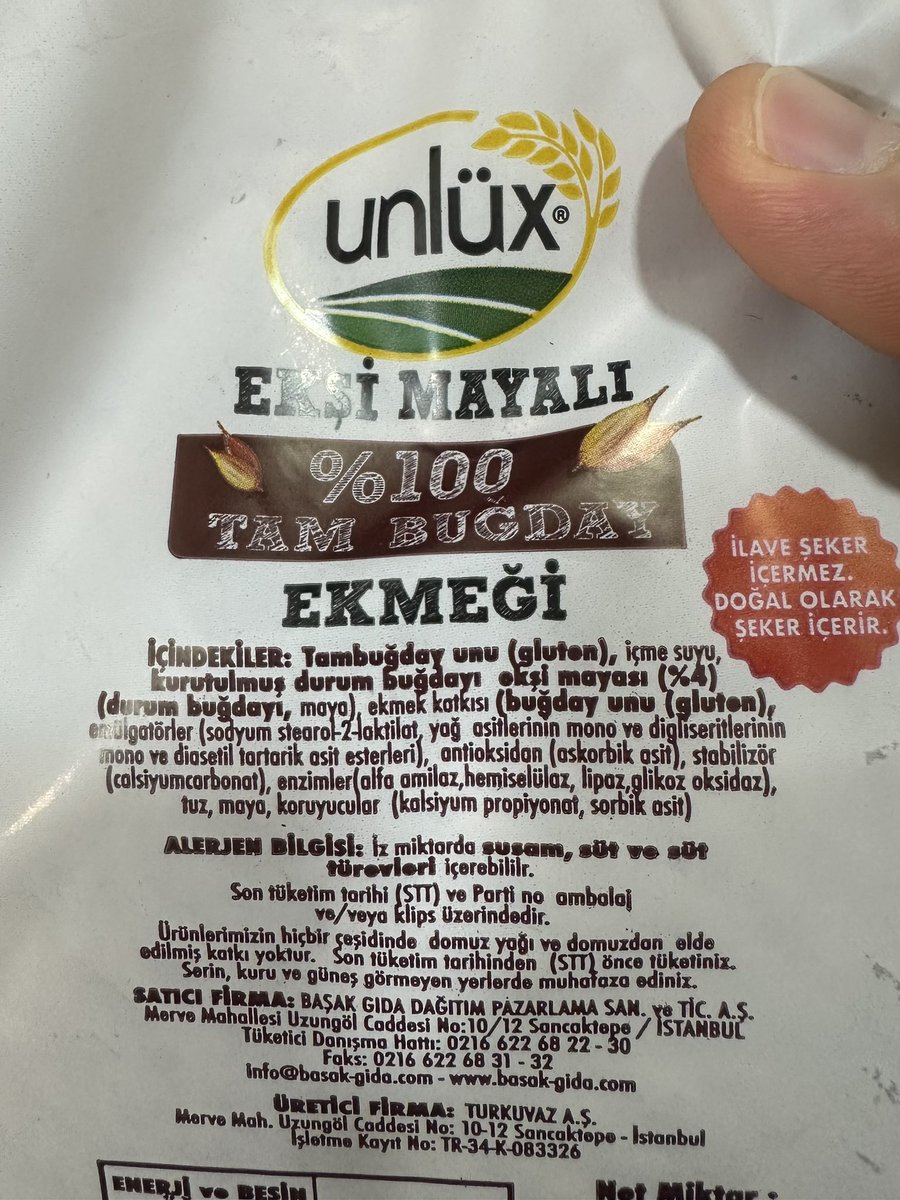 unlüx®
EKŞİ MAYALI
%100
TAM BUĞDAY
EKMEĞİ
İLAVE ŞEKER
İÇERMEZ.
DOĞAL OLARAK
ŞEKER İÇERİR.
İÇİNDEKİLER: Tambuğday unu (gluten), içme suyu,
kurutulmuş durum buğdayı ekşi mayası (%4)
(durum buğdayı, maya), ekmek katkısı (buğday unu (gluten),
emülgatörler (sodyum stearol-2-laktilat, yağ asitlerinin mono ve digliseritlerinin
mono ve diasetil tartarik asit esterleri), antioksidan (askorbik asit), stabilizör
(calsiyumcarbonat), enzimler(alfa amilaz,hemiselülaz, lipaz,glikoz oksidaz),
tuz, maya, koruyucular (kalsiyum propiyonat, sorbik asit)
ALERJEN BİLGİSİ: İz miktarda susam, süt ve süt
türevleri içerebililr.
Son tüketim tarihi (STT) ve Parti no ambalaj
ve/veya klips üzerindedir.
Ürünlerimizin hiçbir çeşidinde domuz yağı ve domuzdan elde
edilmiş katkı yoktur. Son tüketim tarihinden (STT) önce tüketiniz.
Serin, kuru ve güneş görmeyen yerlerde muhafaza ediniz.
SATICI FİRMA: BAŞAK GIDA DAĞITIM PAZARLAMA SAN. ve TİC. A.Ş.
Merve Mahallesi Uzungöl Caddesi No:10/12 Sancaktepe / İSTANBUL
Tüketici Danışma Hattı: 0216 622 68 22 - 30
Faks: 0216 622 68 31 - 32
info@basak-gida.com - www.basak-gida.com
ÜRETİCİ FİRMA: TURKUVAZ A.Ş.
Merve Mah. Uzungöl Caddesi No: 10-12 Sancaktepe - İstanbul
İşletme Kayıt No: TR-34-K-083326
ENERJİ ve BESİN
Net Miktar :